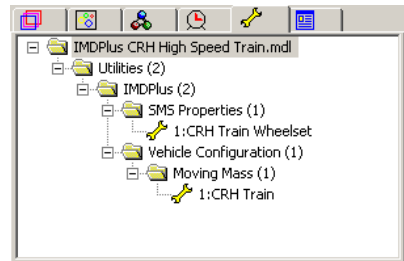 IMDPlus CRH High Speed Train.mdl
Utilities (2)
IMDPlus (2)
SMS Properties (1)
1:CRH Train Wheelset
Vehicle Configuration (1)
Moving Mass (1)
1:CRH Train